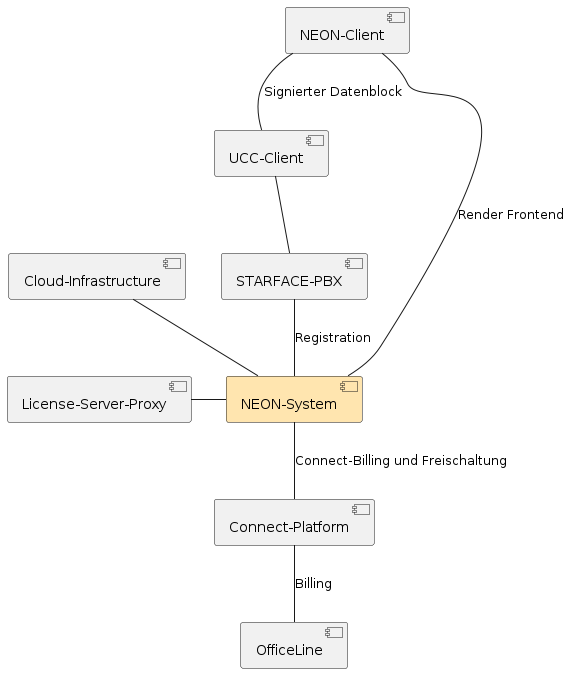 NEON-Client
Signierter Datenblock
UCC-Client
Render Frontend
Cloud-Infrastructure
STARFACE-PBX
Registration
License-Server-Proxy
NEON-System
Connect-Billing und Freischaltung
Connect-Platform
Billing
OfficeLine